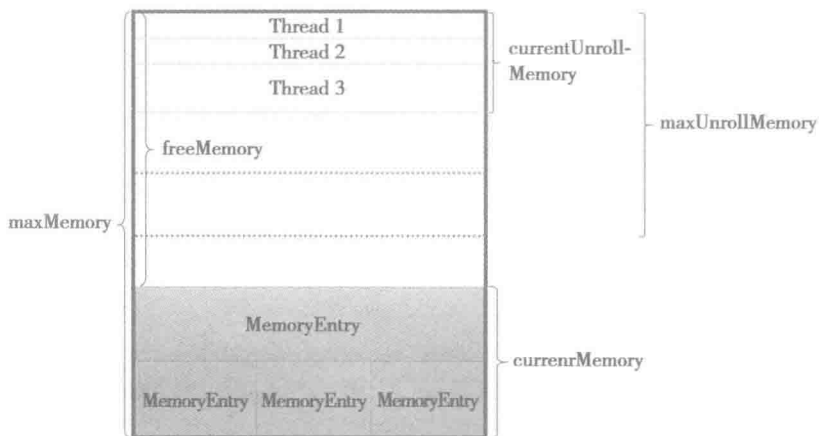 Thread 1
Thread 2
Thread 3
currentUnroll-
Memory
maxUnrollMemory
freeMemory
maxMemory
MemoryEntry
currenrMemory
MemoryEntry MemoryEntry MemoryEntry